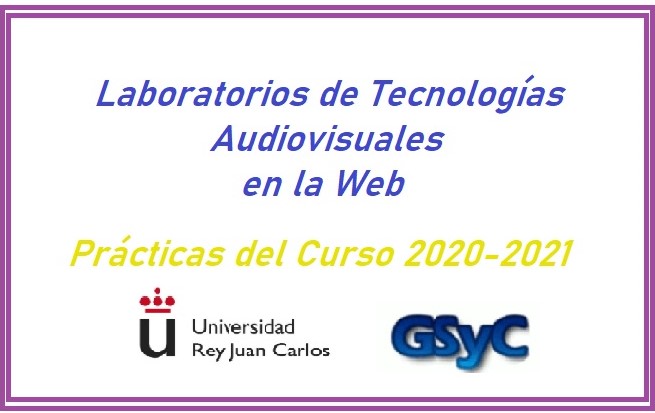 Laboratorios de Tecnologías
Audiovisuales
en la Web
Prácticas del Curso 2020-2021
u
Universidad
Rey Juan Carlos
GSyC